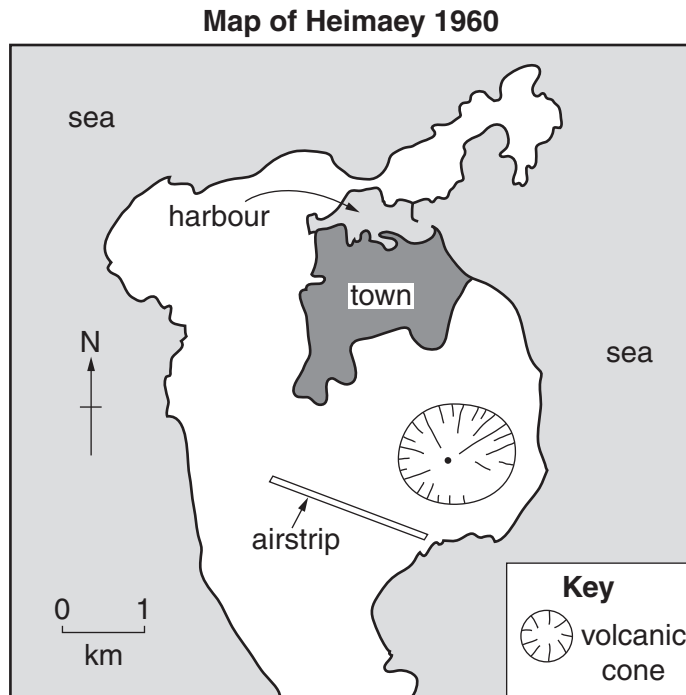 Map of Heimaey 1960
sea
harbour
town
N
sea
airstrip
0 1
km
Key
volcanic
cone